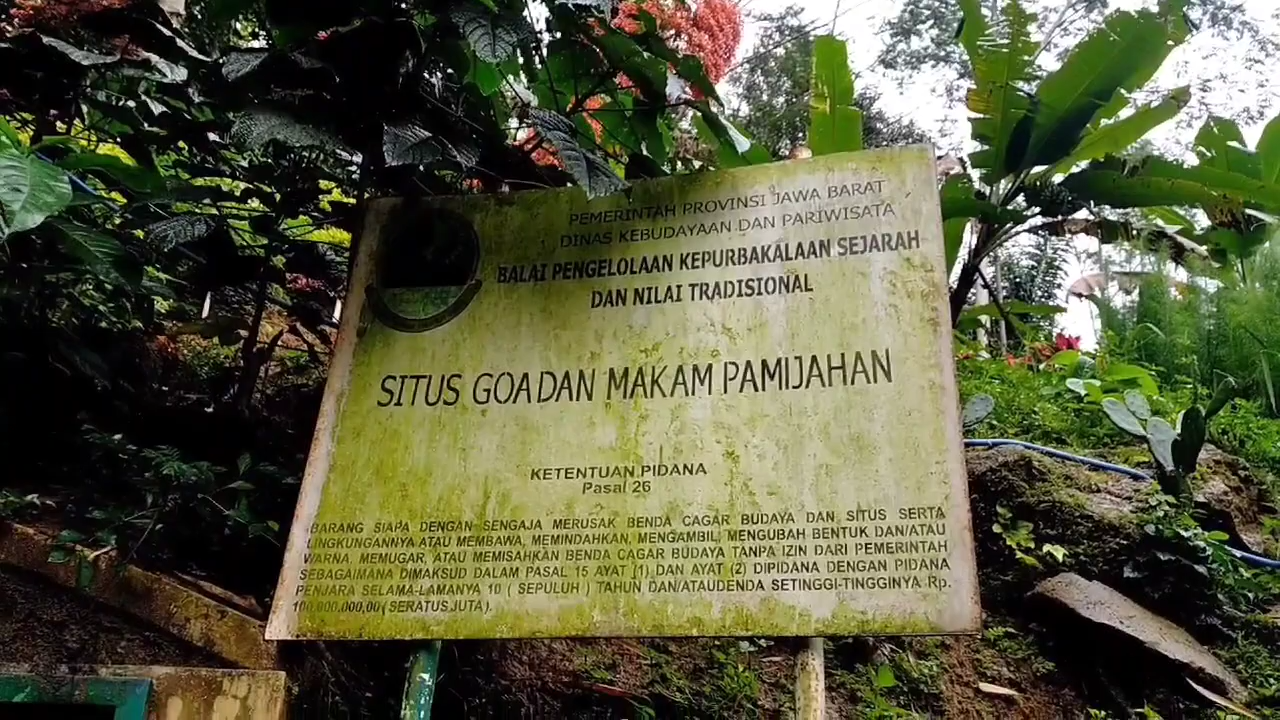 PEMERINTAH PROVINSI JAWA BARAT
DINAS KEBUDAYAAN DAN PARIWISATA
BALAI PENGELOLAAN KEPURBAKALAAN SEJARAH
DAN NILAI TRADISIONAL
SITUS GOA DAN MAKAM PAMIJAHAN
KETENTUAN PIDANA
Pasal 26
BARANG SIAPA DENGAN SENGAJA MERUSAK BENDA CAGAR BUDAYA DAN SITUS SERTA
LINGKUNGANNYA ATAU MEMBAWA, MEMINDAHKAN, MENGAMBIL, MENGUBAH BENTUK DAN/ATAU
WARNA. MEMUGAR, ATAU MEMISAHKAN BENDA CAGAR BUDAYA TANPA IZIN DARI PEMERINTAH
SEBAGAIMANA DIMAKSUD DALAM PASAL 15 AYAT (1) DAN AYAT (2) DIPIDANA DENGAN PIDANA
PENJARA SELAMA-LAMANYA 10 ( SEPULUH ) TAHUN DAN/ATAUDENDA SETINGGI-TINGGINYA Rp.
100.000.000,00 ( SERATUS JUTA ).